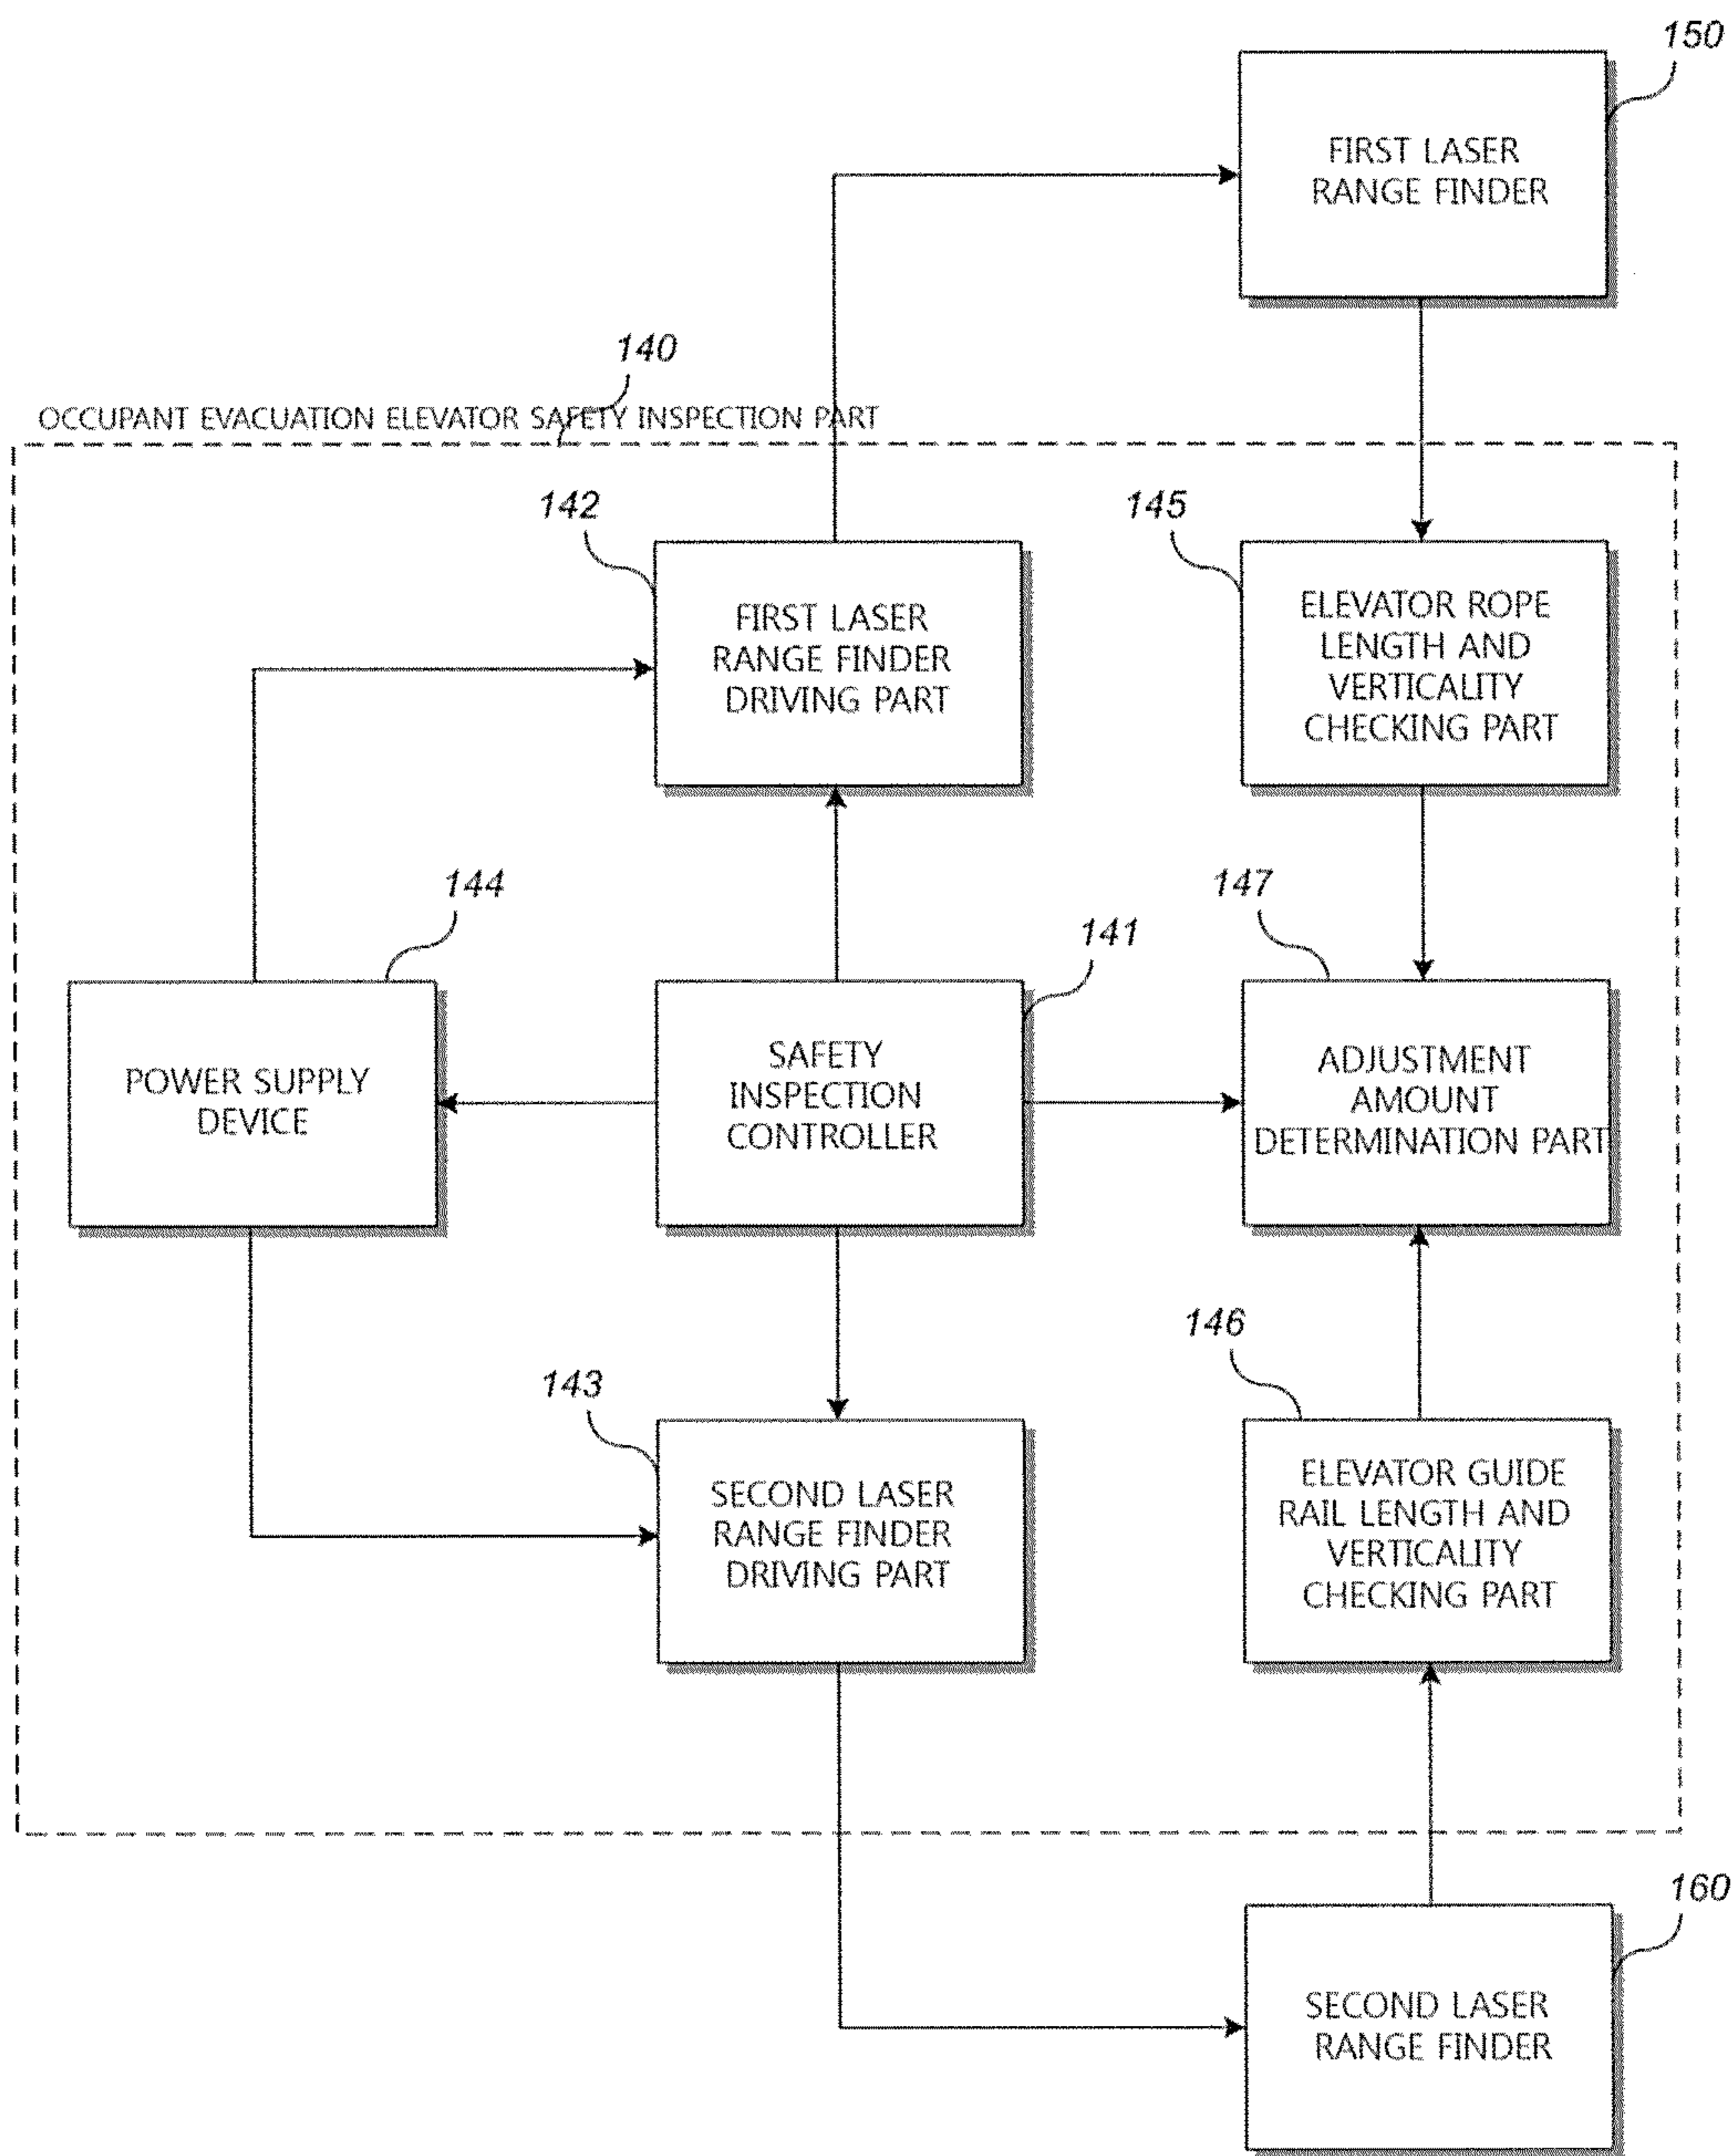 150
FIRST LASER
RANGE FINDER
140
OCCUPANT EVACUATION ELEVATOR SAFETY INSPECTION PART
142
FIRST LASER
RANGE FINDER
DRIVING PART
145
ELEVATOR ROPE
LENGTH AND
VERTICALITY
CHECKING PART
144
POWER SUPPLY
DEVICE
141
SAFETY
INSPECTION
CONTROLLER
147
ADJUSTMENT
AMOUNT
DETERMINATION PART
143
SECOND LASER
RANGE FINDER
DRIVING PART
146
ELEVATOR GUIDE
RAIL LENGTH AND
VERTICALITY
CHECKING PART
160
SECOND LASER
RANGE FINDER